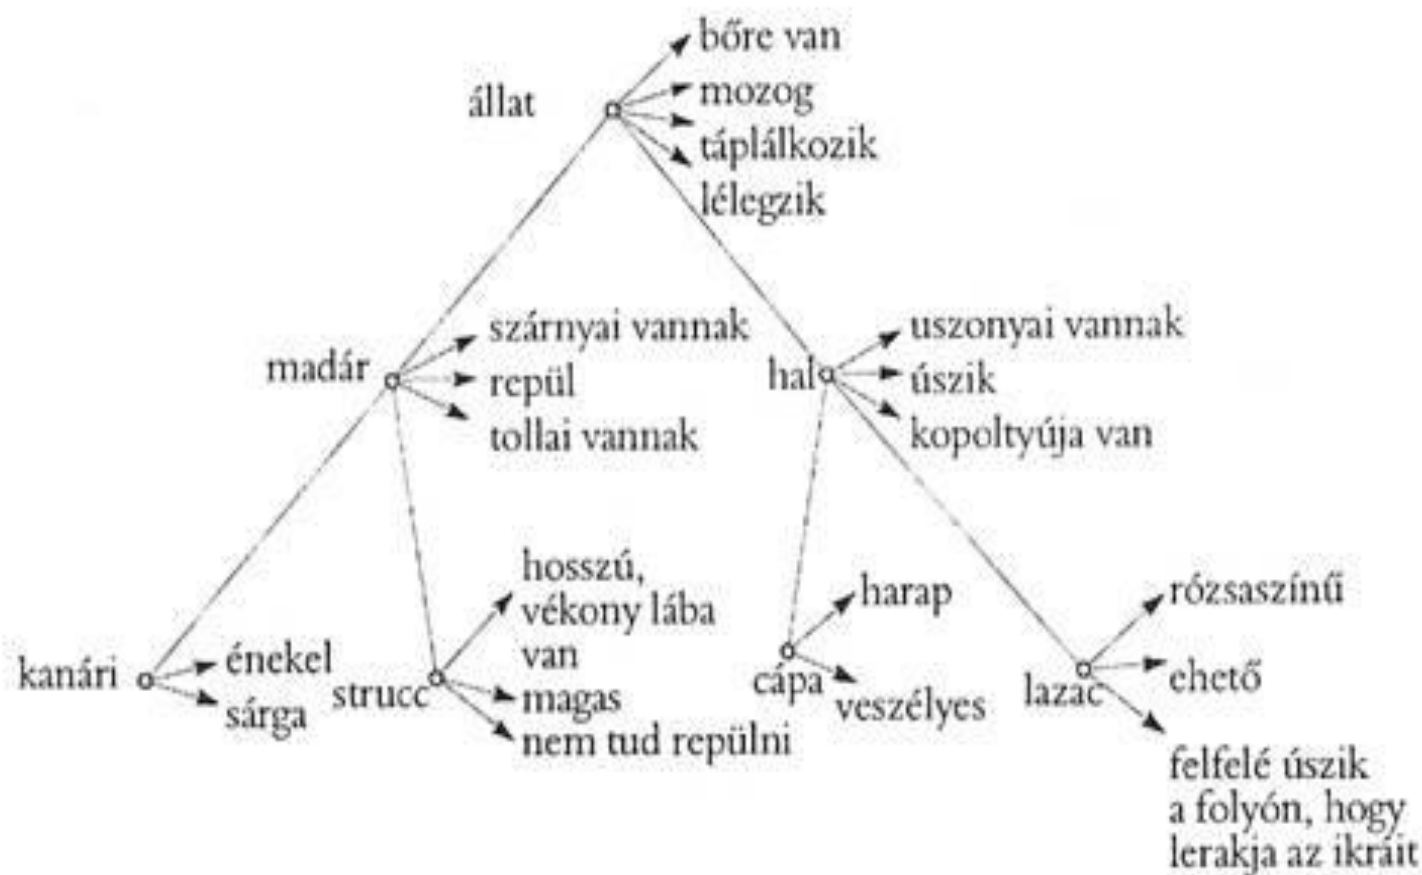 bőre van
állat
mozog
táplálkozik
lélegzik
madár
szárnyai vannak
repül
tollai vannak
hal
uszonyai vannak
úszik
kopoltyúja van
kanári
énekel
sárga
strucc
hosszú,
vékony lába
van
magas
nem tud repülni
cápa
harap
veszélyes
lazac
rózsaszínű
ehető
felfelé úszik
a folyón, hogy
lerakja az ikráit